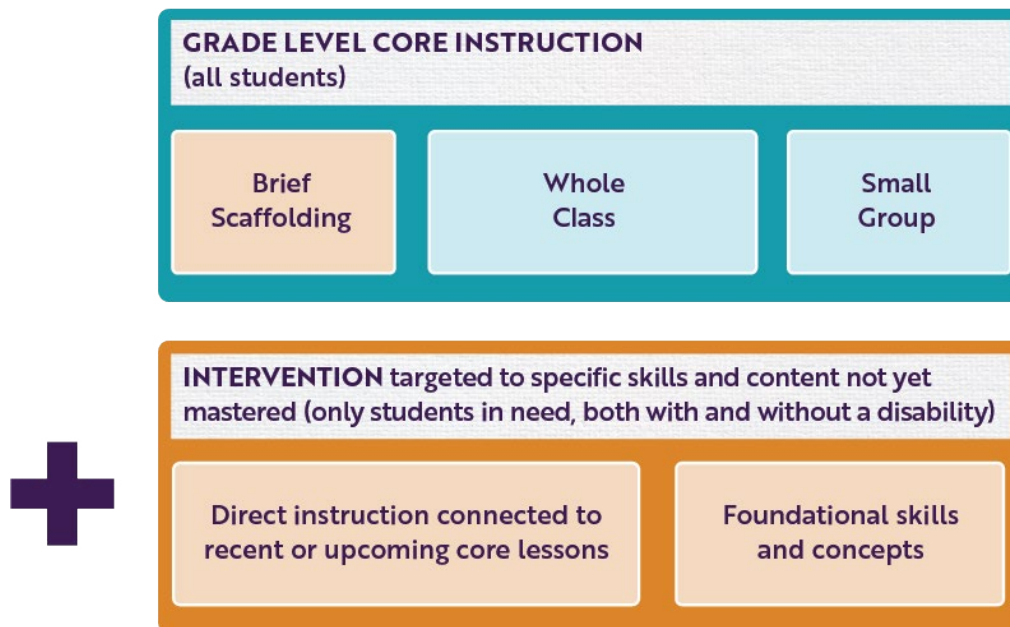 GRADE LEVEL CORE INSTRUCTION
(all students)
Brief
Scaffolding
Whole
Class
Small
Group
INTERVENTION targeted to specific skills and content not yet
mastered (only students in need, both with and without a disability)
Direct instruction connected to
recent or upcoming core lessons
Foundational skills
and concepts